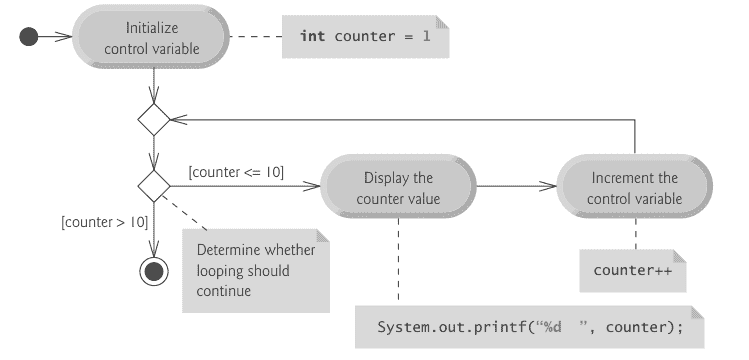 Initialize
control variable
int counter = 1
[counter <= 10]
Display the
counter value
Increment the
control variable
[counter > 10]
Determine whether
looping should
continue
counter++
System.out.printf(“%d  ”, counter);